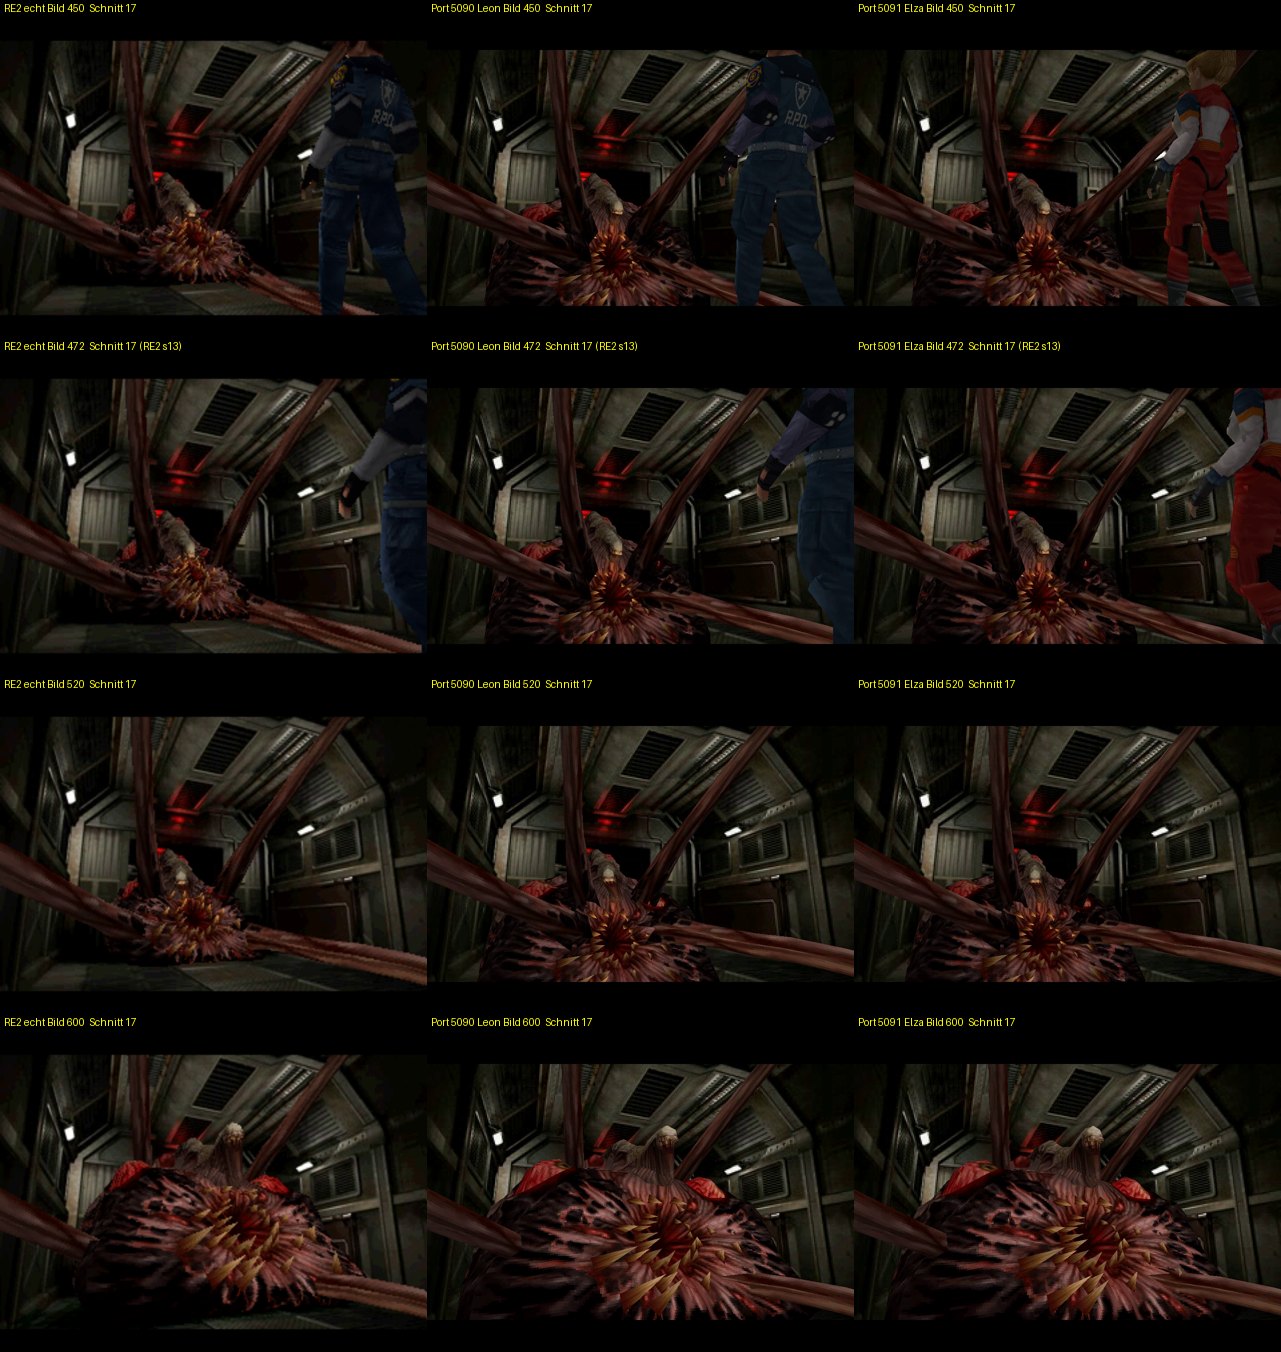 RE2 echt Bild 450 Schnitt 17
Port 5090 Leon Bild 450 Schnitt 17
Port 5091 Elza Bild 450 Schnitt 17
R.P.D.
R.P.D.
RE2 echt Bild 472 Schnitt 17 (RE2 s13)
Port 5090 Leon Bild 472 Schnitt 17 (RE2 s13)
Port 5091 Elza Bild 472 Schnitt 17 (RE2 s13)
RE2 echt Bild 520 Schnitt 17
Port 5090 Leon Bild 520 Schnitt 17
Port 5091 Elza Bild 520 Schnitt 17
RE2 echt Bild 600 Schnitt 17
Port 5090 Leon Bild 600 Schnitt 17
Port 5091 Elza Bild 600 Schnitt 17